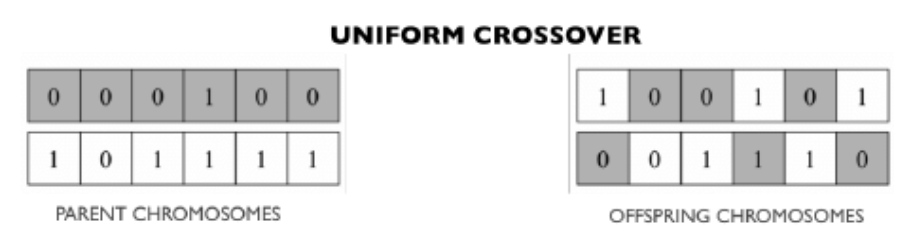 UNIFORM CROSSOVER
0 0 0 1 0 0
1 0 1 1 1 1
PARENT CHROMOSOMES
1 0 0 1 0 1
0 0 1 1 1 0
OFFSPRING CHROMOSOMES